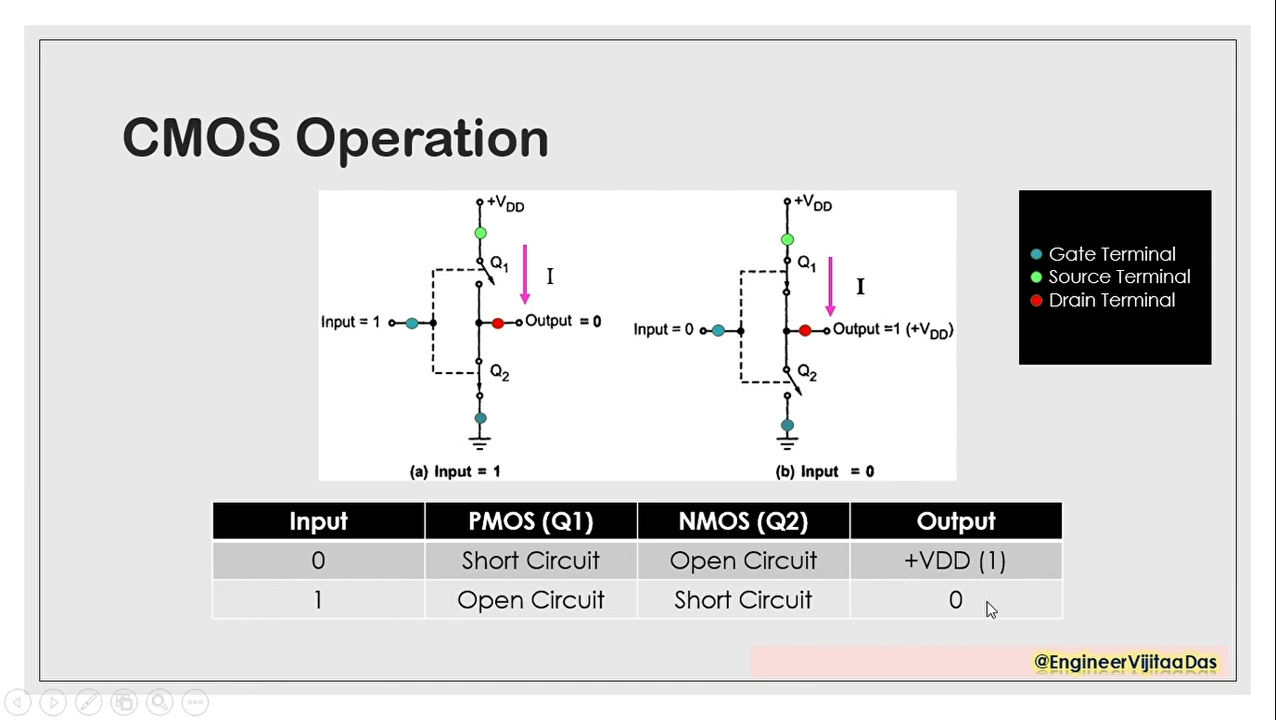 CMOS Operation
+VDD
Q1
I
Input = 1
Output = 0
Q2
(a) Input = 1
+VDD
Q1
I
Input = 0
Output =1 (+VDD)
Q2
(b) Input = 0
Gate Terminal
Source Terminal
Drain Terminal
Input PMOS (Q1) NMOS (Q2) Output
0 Short Circuit Open Circuit +VDD (1)
1 Open Circuit Short Circuit 0
@EngineerVijitaaDas